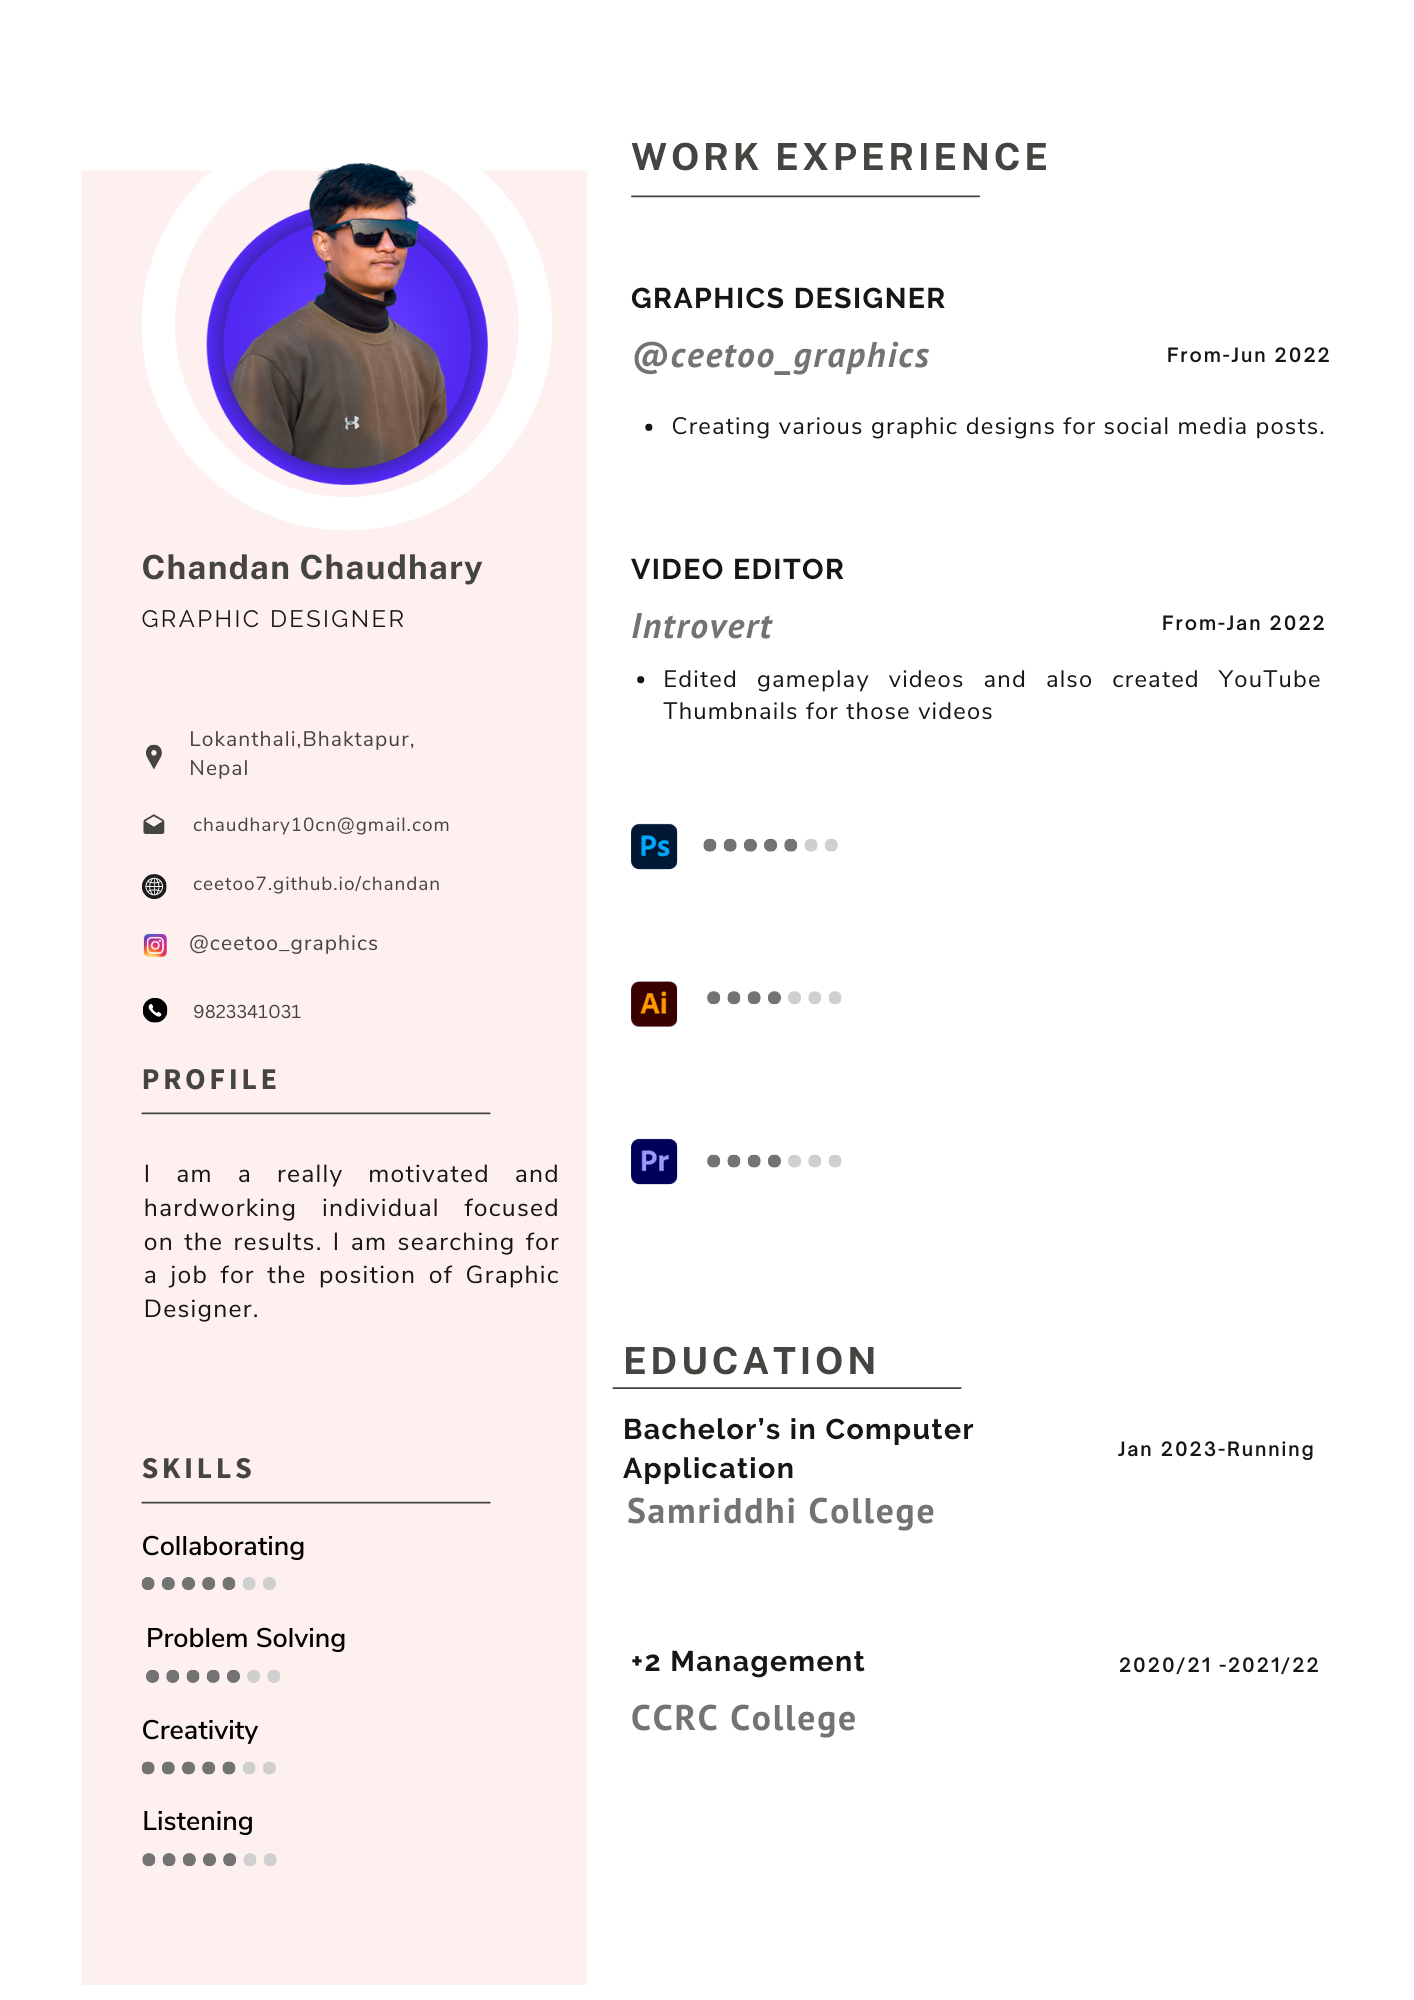 Chandan Chaudhary
GRAPHIC DESIGNER
Lokanthali,Bhaktapur,
Nepal
chaudhary10cn@gmail.com
ceetoo7.github.io/chandan
@ceetoo_graphics
9823341031
PROFILE
I am a really motivated and
hardworking individual focused
on the results. I am searching for
a job for the position of Graphic
Designer.
SKILLS
Collaborating
Problem Solving
Creativity
Listening
WORK EXPERIENCE
GRAPHICS DESIGNER
@ceetoo_graphics From-Jun 2022
• Creating various graphic designs for social media posts.
VIDEO EDITOR
Introvert From-Jan 2022
• Edited gameplay videos and also created YouTube
Thumbnails for those videos
Ps
Ai
Pr
EDUCATION
Bachelor’s in Computer
Application
Jan 2023-Running
Samriddhi College
+2 Management 2020/21 -2021/22
CCRC College